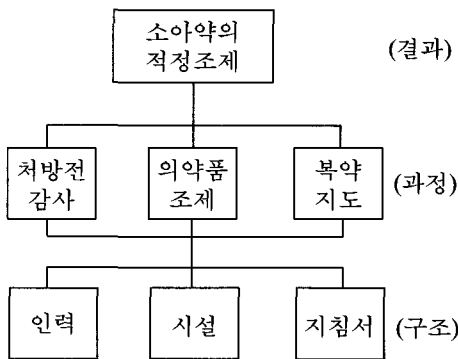 소아약의
적정조제
(결과)
처방전
감사
의약품
조제
복약
지도
(과정)
인력
시설
지침서
(구조)